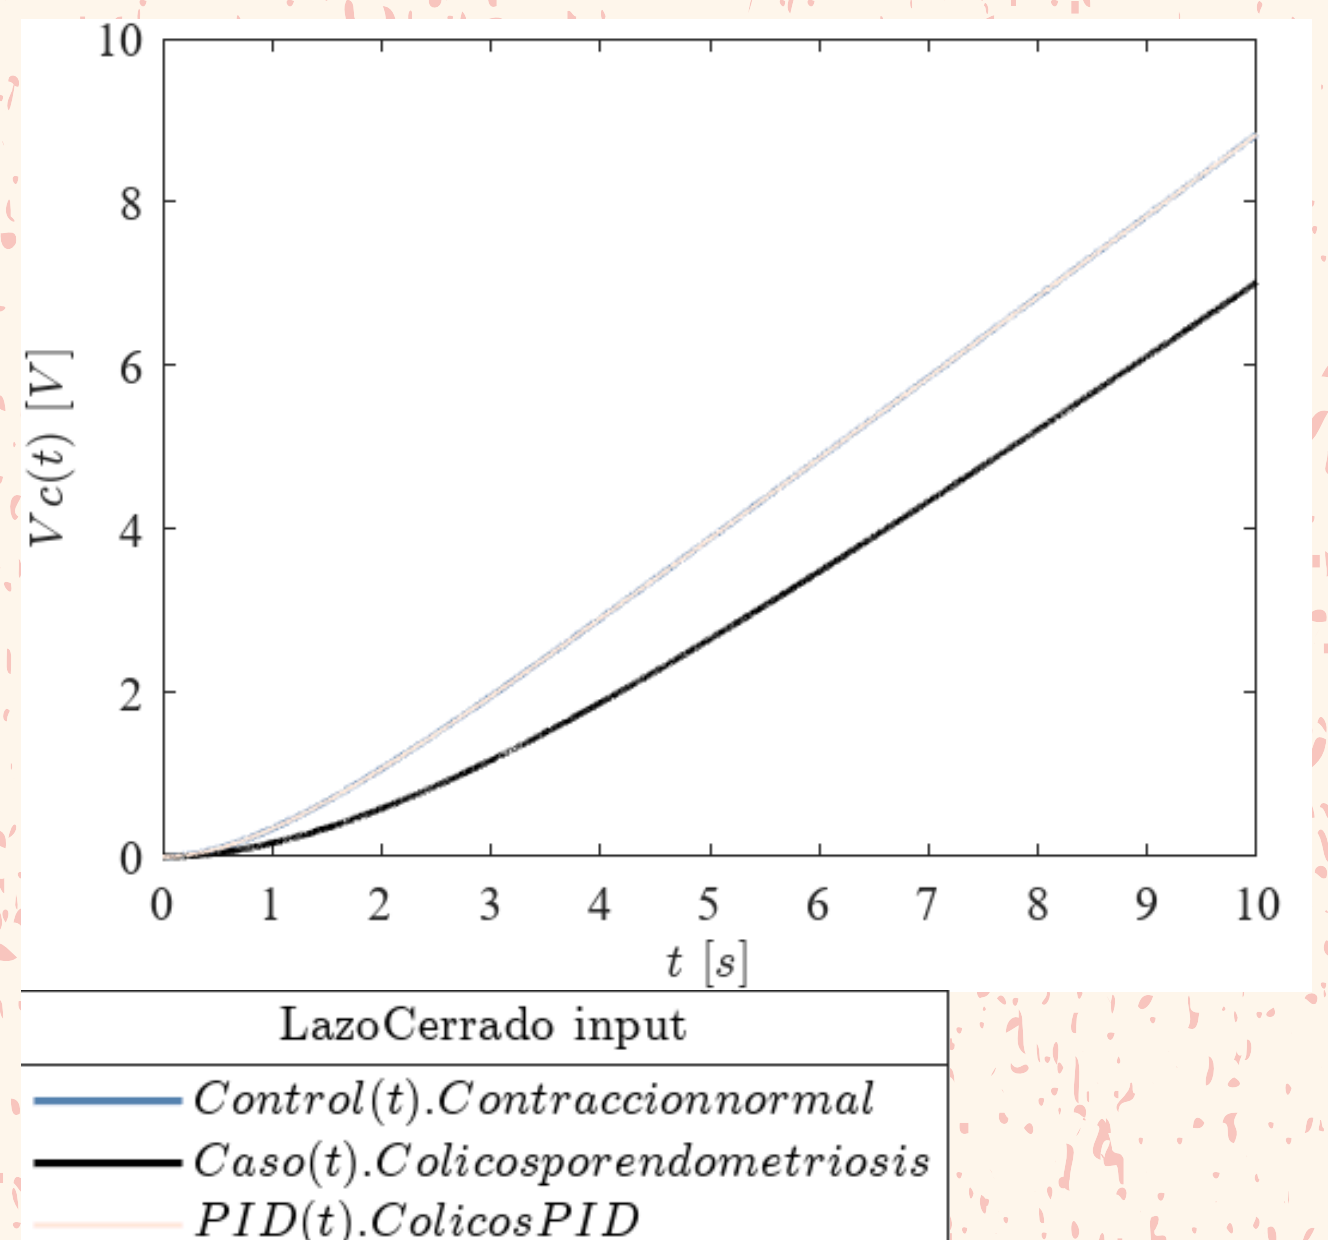 10
8
6
4
2
0
Vc(t) [V]
0 1 2 3 4 5 6 7 8 9 10
t [s]
LazoCerrado input
Control(t).Contraccionnormal
Caso(t).Colicosporendometriosis
PID(t).ColicosPID